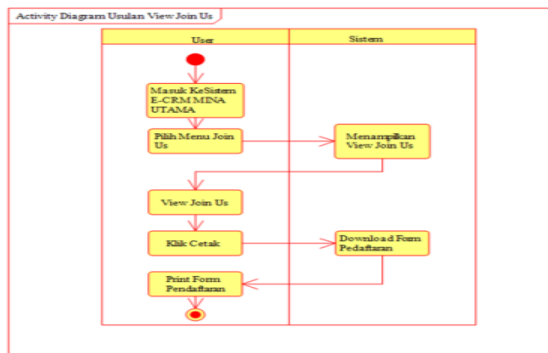 Activity Diagram Usulan View Join Us
User
Sistem
Masuk KeSistem
E-CRM MINA
UTAMA
Pilih Menu Join
Us
Menampilkan
View Join Us
View Join Us
Klik Cetak
Download Form
Pedaftaran
Print Form
Pendaftaran